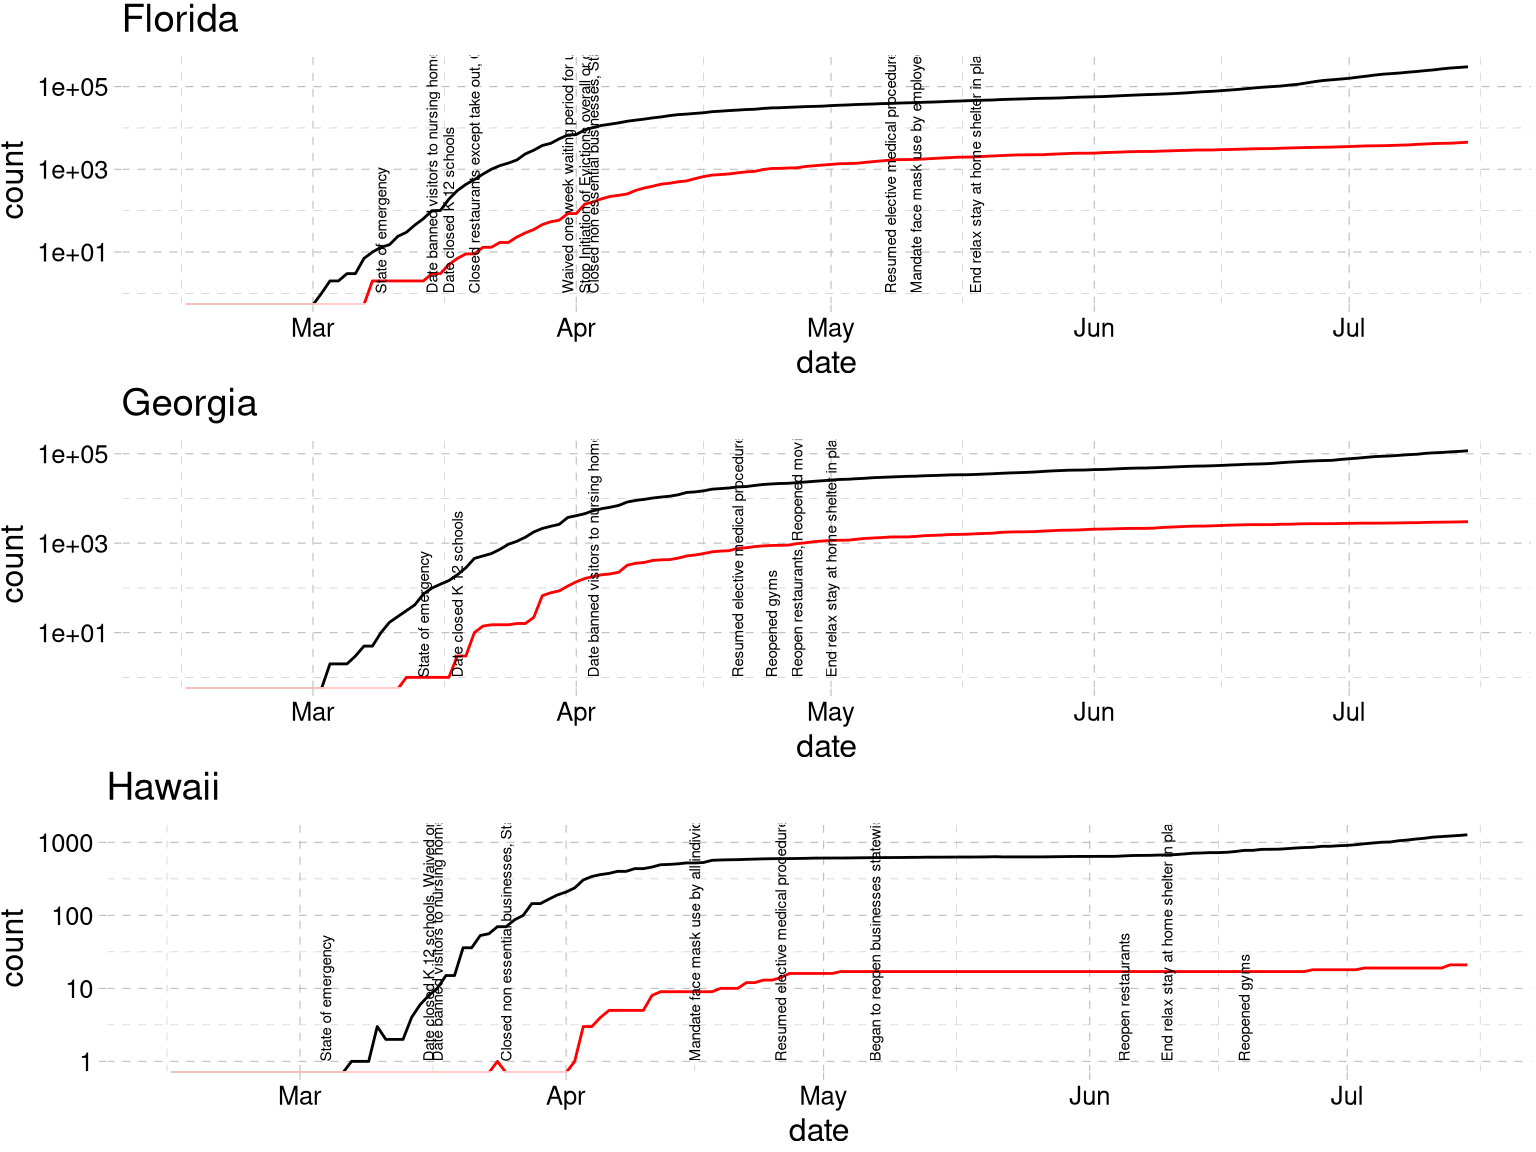 Florida
count
1e+05
1e+03
1e+01
State of emergency
Date banned visitors to nursing home
Date closed K 12 schools
Closed restaurants except take out,
Waived one week waiting period for
Stop Initiation of Evictions overall or
Closed non essential businesses, St
Resumed elective medical procedure
Mandate face mask use by employe
End relax stay at home shelter in pla
Mar
Apr
May
Jun
Jul
date
Georgia
count
1e+05
1e+03
1e+01
State of emergency
Date closed K 12 schools
Date banned visitors to nursing home
Resumed elective medical procedure
Reopened gyms
Reopen restaurants, Reopened movi
End relax stay at home shelter in pla
Mar
Apr
May
Jun
Jul
date
Hawaii
count
1000
100
10
1
State of emergency
Date closed K 12 schools, Waived or
Date banned visitors to nursing home
Closed non essential businesses, St
Mandate face mask use by all individ
Resumed elective medical procedure
Began to reopen businesses statewi
Reopen restaurants
End relax stay at home shelter in pla
Reopened gyms
Mar
Apr
May
Jun
Jul
date